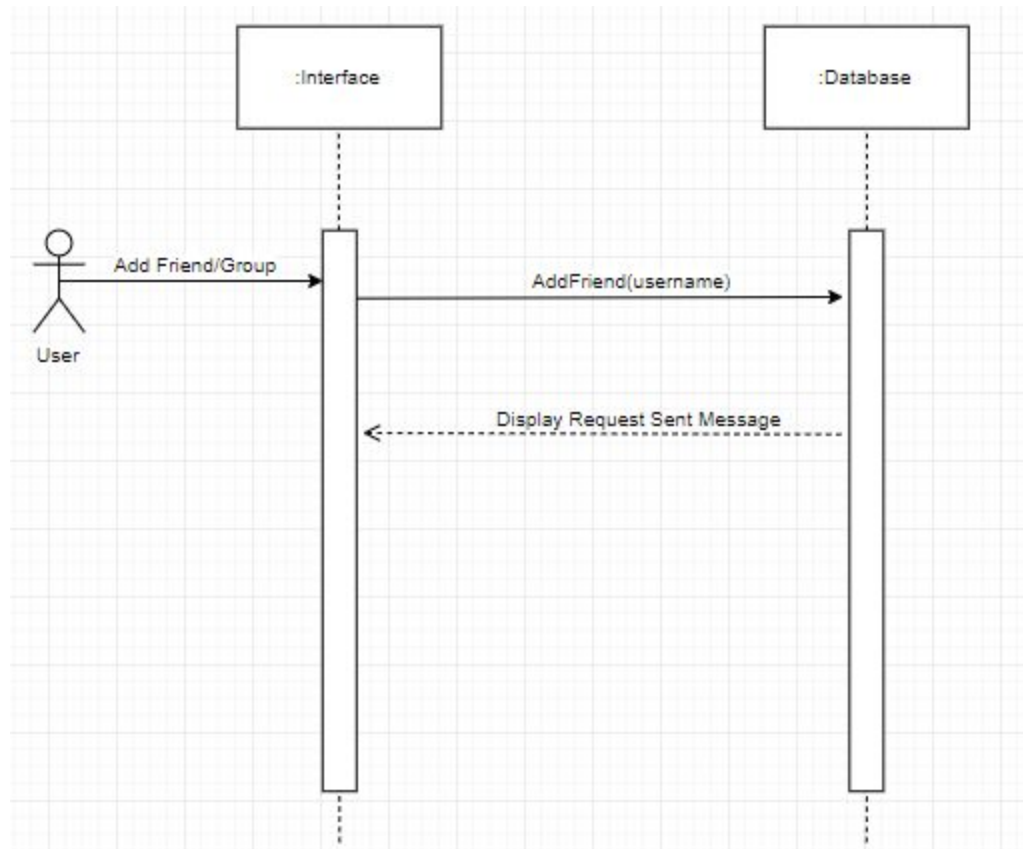 :Interface
:Database
Add Friend/Group
AddFriend(username)
User
Display Request Sent Message